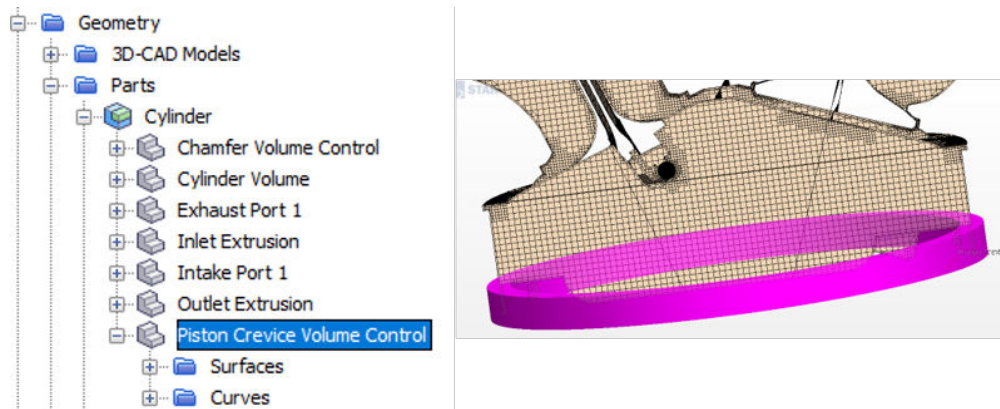 Geometry
3D-CAD Models
Parts
Cylinder
Chamfer Volume Control
Cylinder Volume
Exhaust Port 1
Inlet Extrusion
Intake Port 1
Outlet Extrusion
Piston Crevice Volume Control
Surfaces
Curves
STAR